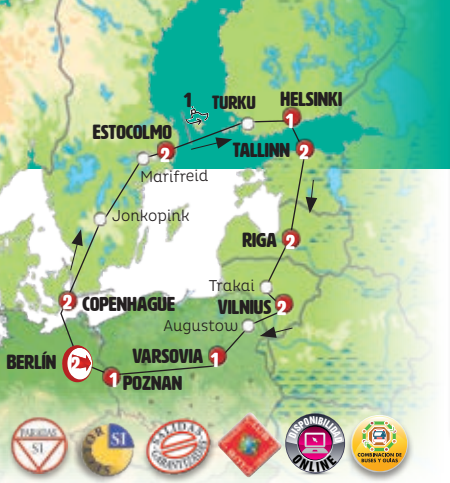 1
TURKU
HELSINKI
1
ESTOCOLMO
2
TALLINN
2
Marifreid
Jonkopink
RIGA
2
Trakai
2
COPENHAGUE
VILNIUS
2
Augustow
BERLÍN
2
VARSOVIA
1
1
POZNAN
PARADAS
SI
SI
SALIDAS
GARANTIZADAS
DISPONIBILIDAD
ONLINE
COMBINACIÓN DE
BUSES Y GUÍAS